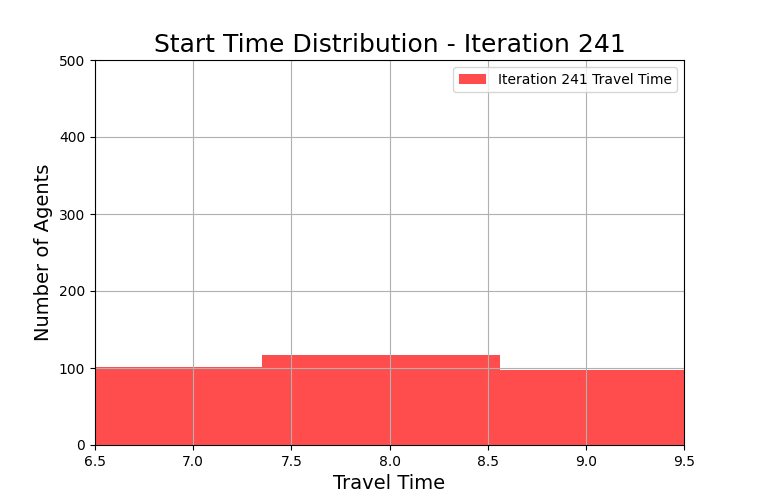 Start Time Distribution - Iteration 241
Iteration 241 Travel Time
Number of Agents
500
400
300
200
100
0
6.5 7.0 7.5 8.0 8.5 9.0 9.5
Travel Time